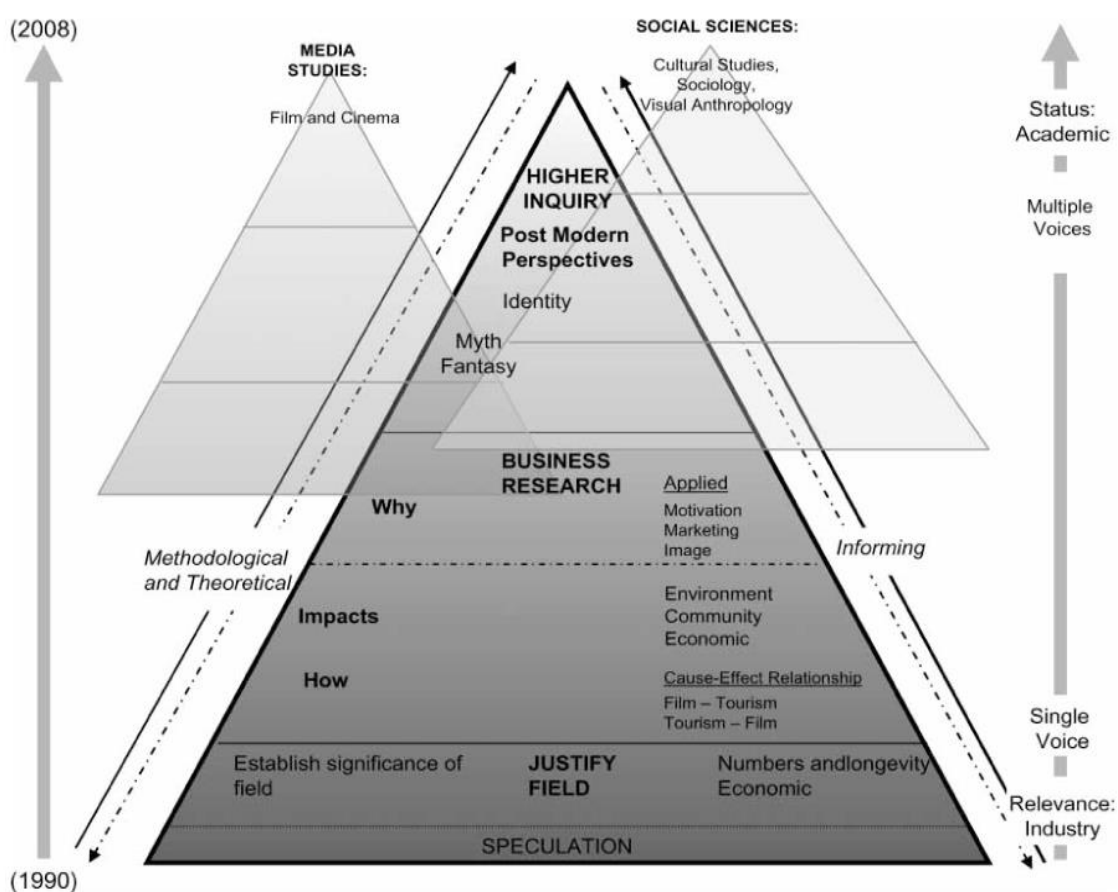 (2008)
MEDIA
STUDIES:
Film and Cinema
SOCIAL SCIENCES:
Cultural Studies,
Sociology,
Visual Anthropology
Status:
Academic
Multiple
Voices
HIGHER
INQUIRY
Post Modern
Perspectives
Identity
Myth
Fantasy
BUSINESS
RESEARCH
Why
Applied
Motivation
Marketing
Image
Methodological
and Theoretical
Informing
Impacts
Environment
Community
Economic
How
Cause-Effect Relationship
Film – Tourism
Tourism – Film
Single
Voice
Establish significance of
field
JUSTIFY
FIELD
Numbers andlongevity
Economic
Relevance:
Industry
SPECULATION
(1990)